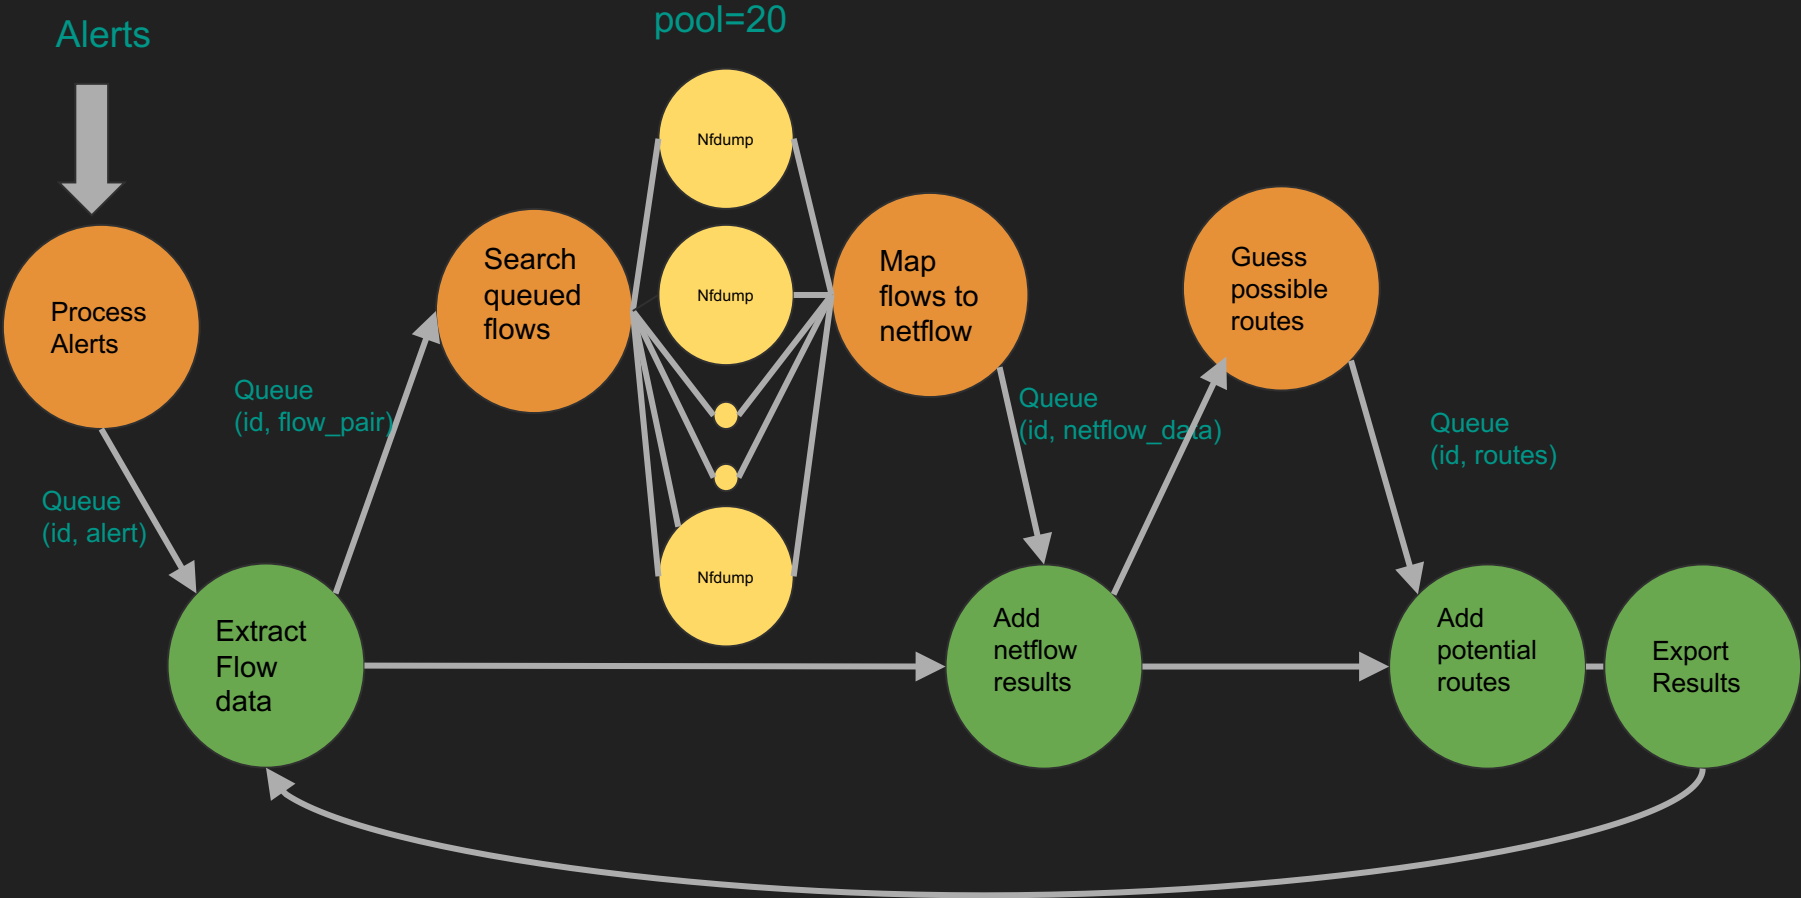 Alerts
pool=20
Nfdump
Process
Alerts
Search
queued
flows
Nfdump
Map
flows to
netflow
Guess
possible
routes
Queue
(id, flow_pair)
Queue
(id, netflow_data)
Queue
(id, routes)
Queue
(id, alert)
Nfdump
Extract
Flow
data
Add
netflow
results
Add
potential
routes
Export
Results